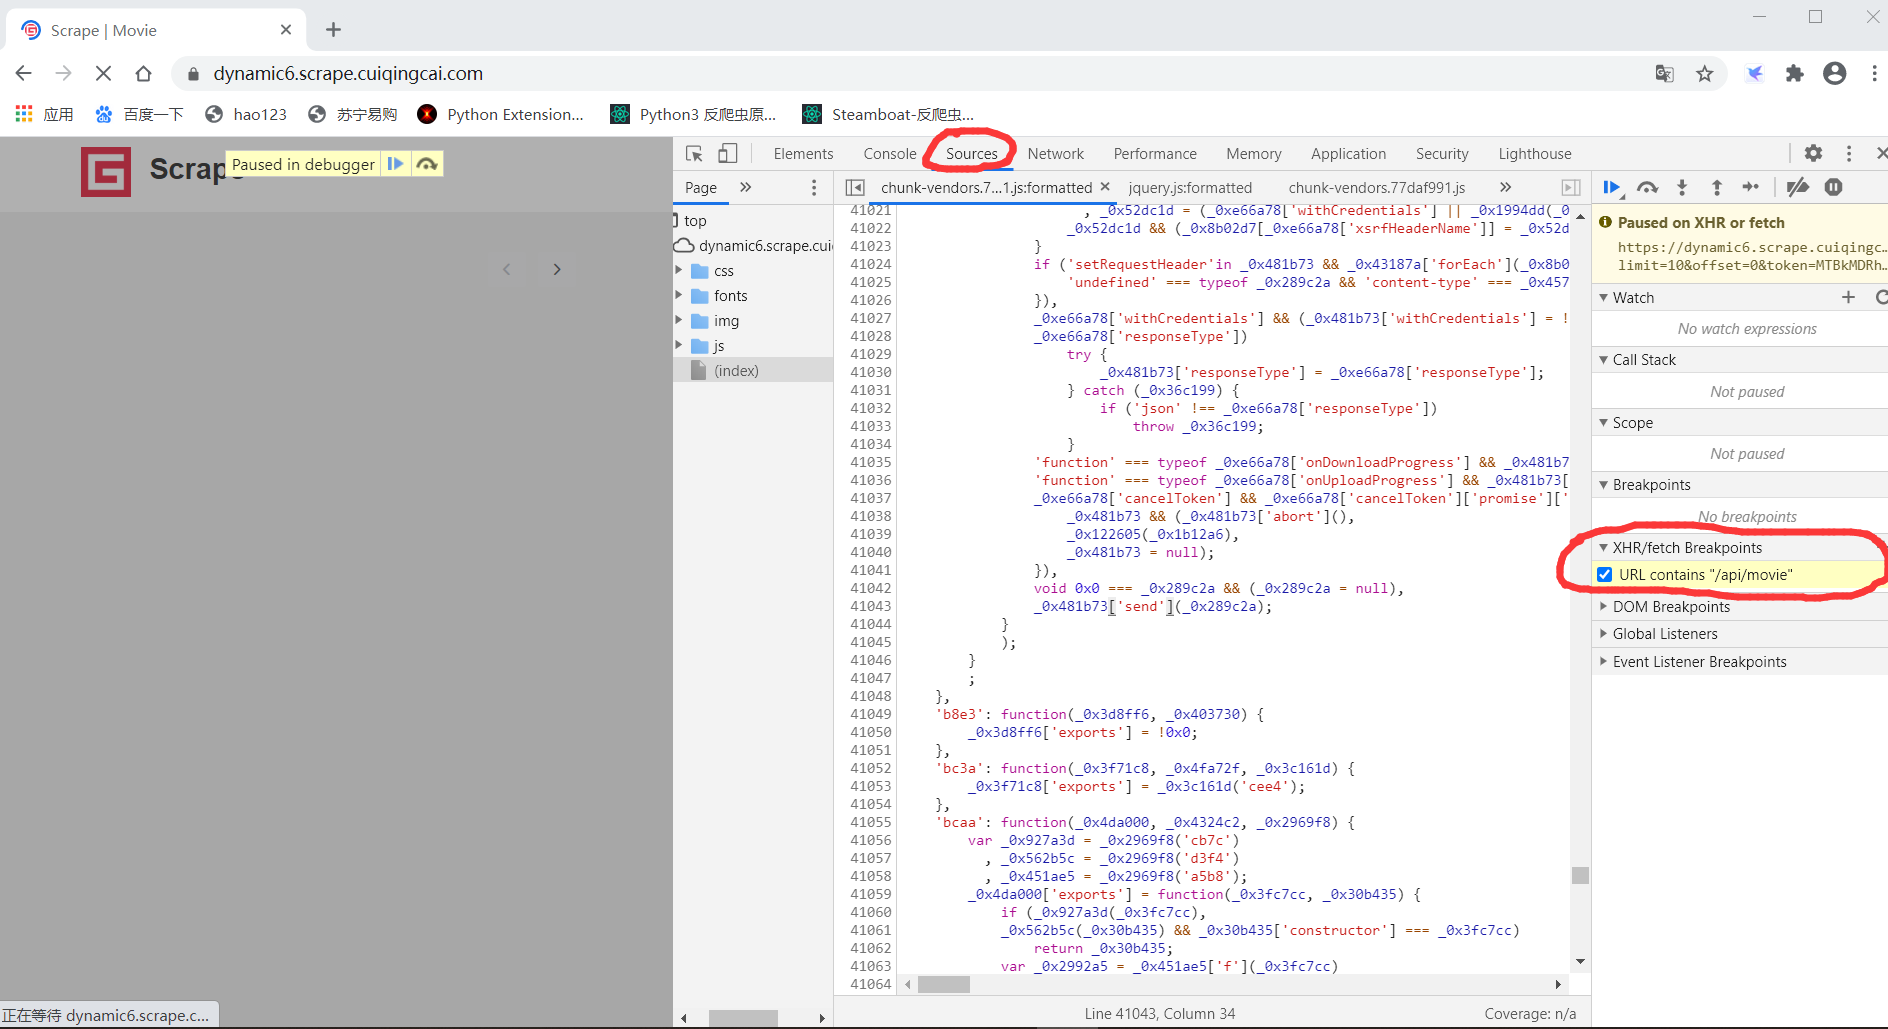 Scrape | Movie
dynamic6.scrape.cuiqingcai.com
应用 百度一下 hao123 苏宁易购 Python Extension... Python3 反爬虫原... Steamboat-反爬虫...
Scrape
Paused in debugger
Elements Console Sources Network Performance Memory Application Security Lighthouse
Page
chunk-vendors.7...1.js:formatted jquery.js:formatted chunk-vendors.77daf991.js
top
dynamic6.scrape.cui
css
fonts
img
js
(index)
41021 , _0x52dc1d = (_0xe66a78['withCredentials'] || _0x1994dd(_0
41022 _0x52dc1d && (_0x8b02d7[_0xe66a78['xsrfHeaderName']] = _0x52d
41023 }
41024 if ('setRequestHeader'in _0x481b73 && _0x43187a['forEach'](_0x8b0
41025 'undefined' === typeof _0x289c2a && 'content-type' === _0x457
41026 }),
41027 _0xe66a78['withCredentials'] && (_0x481b73['withCredentials'] = !
41028 _0xe66a78['responseType'])
41029 try {
41030 _0x481b73['responseType'] = _0xe66a78['responseType'];
41031 } catch (_0x36c199) {
41032 if ('json' !== _0xe66a78['responseType'])
41033 throw _0x36c199;
41034 }
41035 'function' === typeof _0xe66a78['onDownloadProgress'] && _0x481b7
41036 'function' === typeof _0xe66a78['onUploadProgress'] && _0x481b73[
41037 _0xe66a78['cancelToken'] && _0xe66a78['cancelToken']['promise']['
41038 _0x481b73 && (_0x481b73['abort'](),
41039 _0x122605(_0x1b12a6),
41040 _0x481b73 = null);
41041 }),
41042 void 0x0 === _0x289c2a && (_0x289c2a = null),
41043 _0x481b73['send'](_0x289c2a);
41044 }
41045 );
41046 }
41047 ;
41048 },
41049 'b8e3': function(_0x3d8ff6, _0x403730) {
41050 _0x3d8ff6['exports'] = !0x0;
41051 },
41052 'bc3a': function(_0x3f71c8, _0x4fa72f, _0x3c161d) {
41053 _0x3f71c8['exports'] = _0x3c161d('cee4');
41054 },
41055 'bcaa': function(_0x4da000, _0x4324c2, _0x2969f8) {
41056 var _0x927a3d = _0x2969f8('cb7c')
41057 , _0x562b5c = _0x2969f8('d3f4')
41058 , _0x451ae5 = _0x2969f8('a5b8');
41059 _0x4da000['exports'] = function(_0x3fc7cc, _0x30b435) {
41060 if (_0x927a3d(_0x3fc7cc),
41061 _0x562b5c(_0x30b435) && _0x30b435['constructor'] === _0x3fc7cc)
41062 return _0x30b435;
41063 var _0x2992a5 = _0x451ae5['f'](_0x3fc7cc)
41064
Line 41043, Column 34
Coverage: n/a
Paused on XHR or fetch
https://dynamic6.scrape.cuiqingc...
limit=10&offset=0&token=MTBkMDRh...
Watch
No watch expressions
Call Stack
Not paused
Scope
Not paused
Breakpoints
No breakpoints
XHR/fetch Breakpoints
URL contains "/api/movie"
DOM Breakpoints
Global Listeners
Event Listener Breakpoints
正在等待 dynamic6.scrape.c...